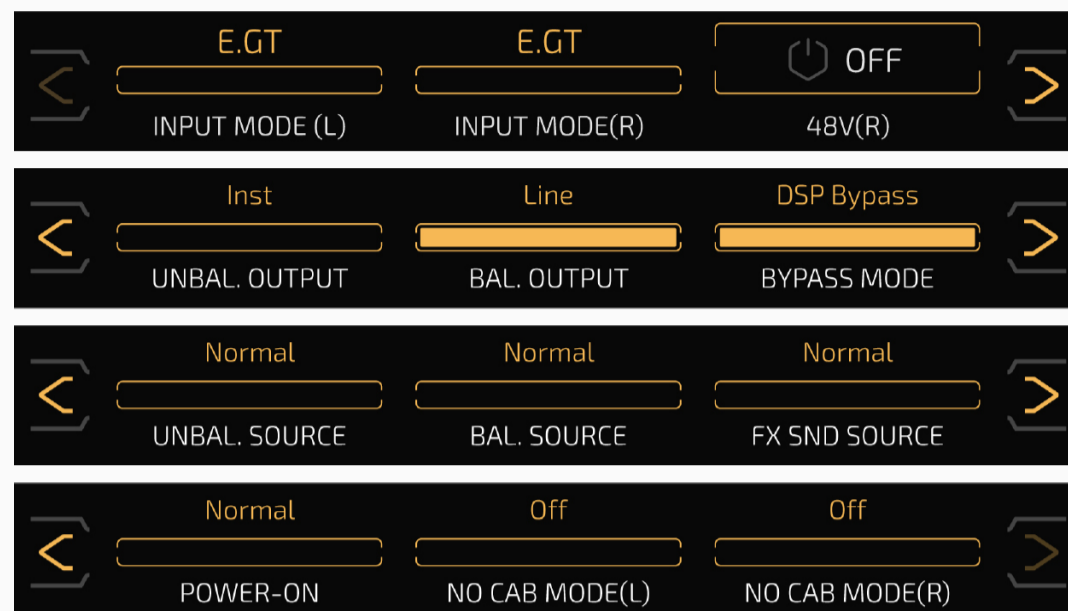 E.GT E.GT OFF
INPUT MODE (L) INPUT MODE(R) 48V(R)
Inst Line DSP Bypass
UNBAL. OUTPUT BAL. OUTPUT BYPASS MODE
Normal Normal Normal
UNBAL. SOURCE BAL. SOURCE FX SND SOURCE
Normal Off Off
POWER-ON NO CAB MODE(L) NO CAB MODE(R)